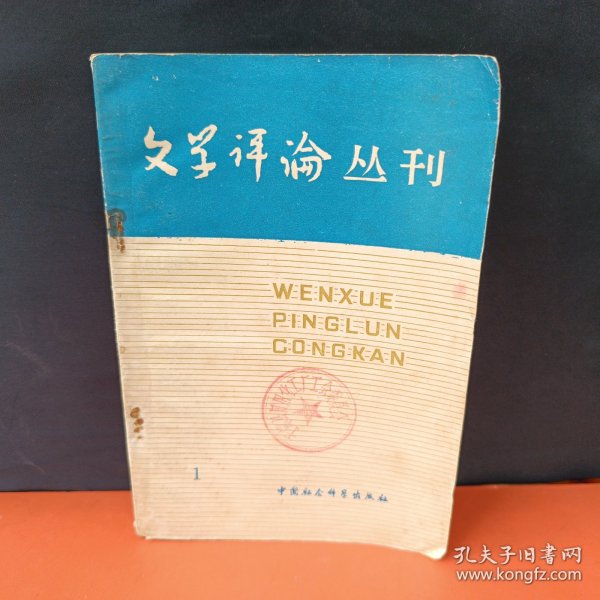 文学评论丛刊
WENXUE
PINGLUN
CONGKAN
1
中国社会科学出版社
孔夫子旧书网
www.kongfz.com